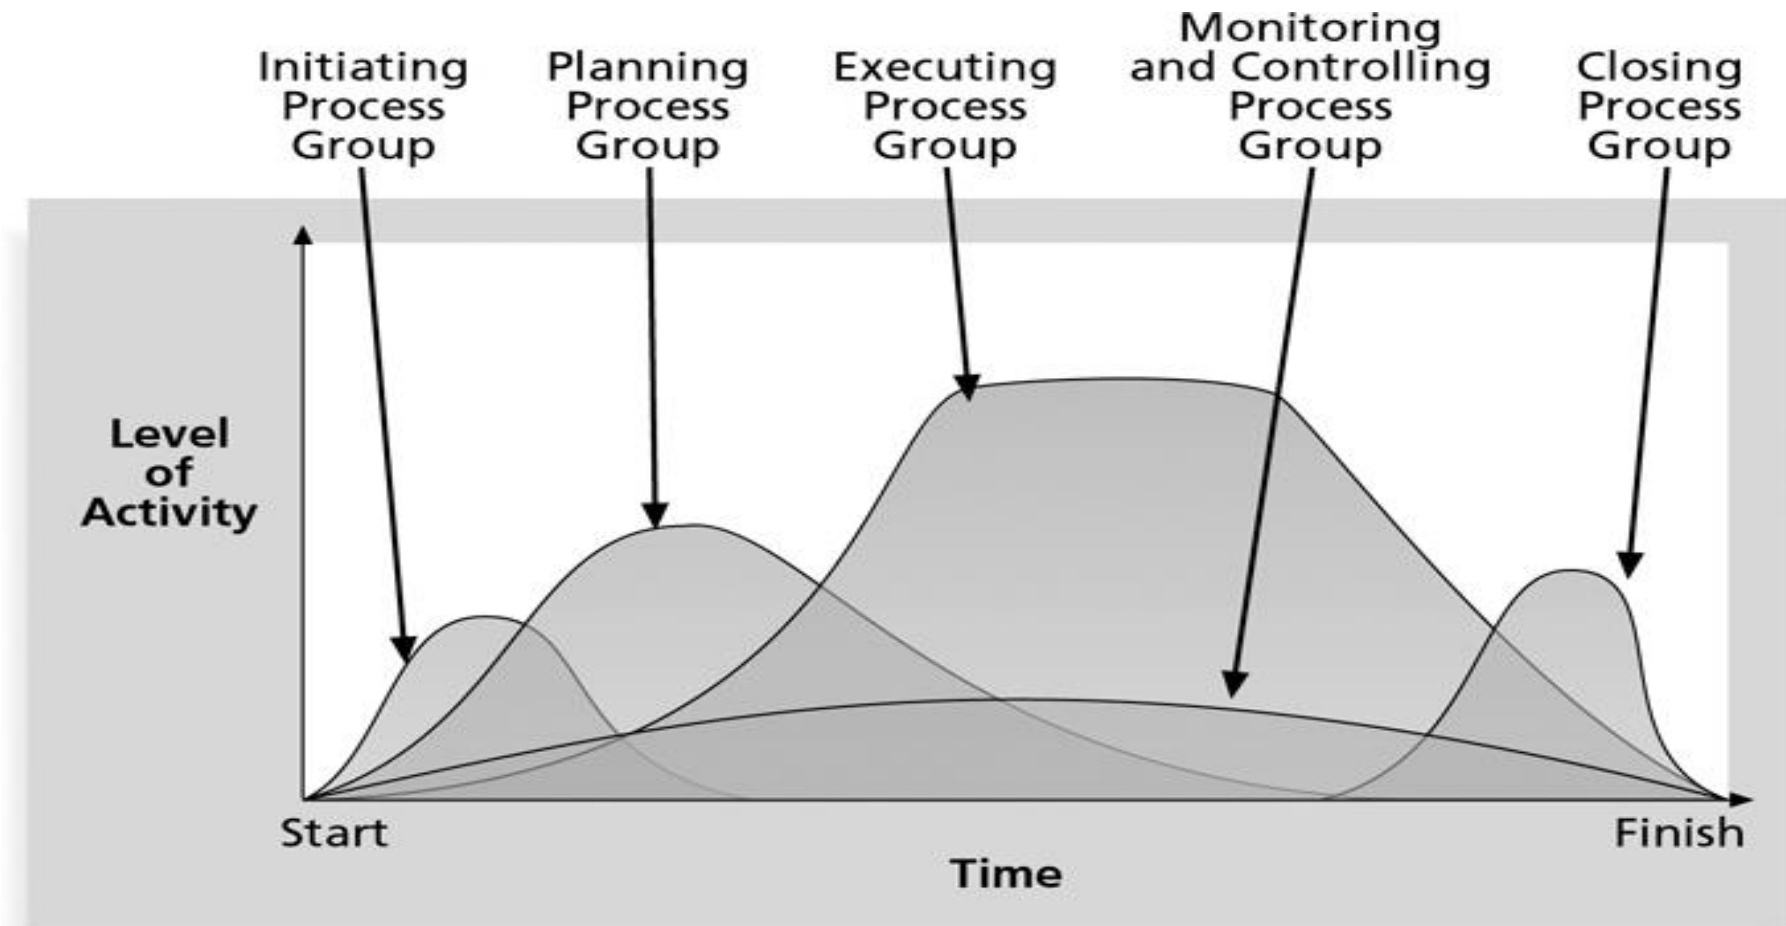 Initiating
Process
Group
Planning
Process
Group
Executing
Process
Group
Monitoring
and Controlling
Process
Group
Closing
Process
Group
Level
of
Activity
Start
Finish
Time